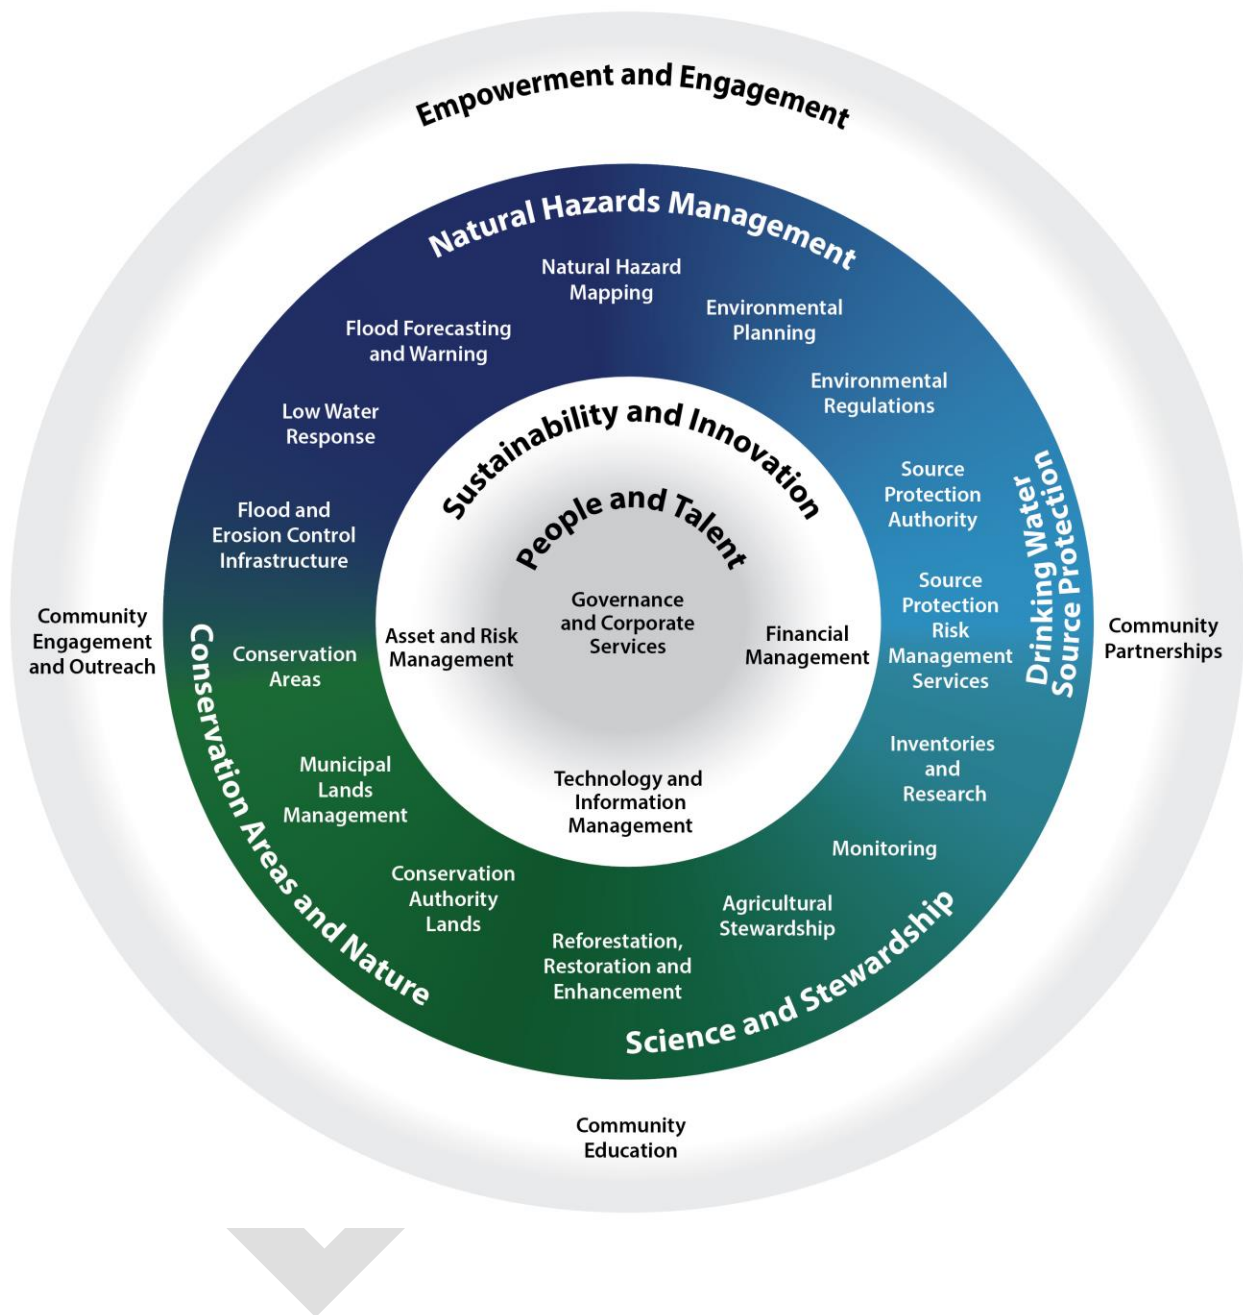 Empowerment and Engagement
Natural Hazards Management
Natural Hazard
Mapping
Environmental
Planning
Flood Forecasting
and Warning
Environmental
Regulations
Low Water
Response
Sustainability and Innovation
Source
Protection
Authority
Drinking Water
Source Protection
People and Talent
Flood and
Erosion Control
Infrastructure
Source
Protection
Risk
Management
Services
Governance
and Corporate
Services
Community
Engagement
and Outreach
Asset and Risk
Management
Financial
Management
Community
Partnerships
Conservation Areas and Nature
Conservation
Areas
Municipal
Lands
Management
Technology and
Information
Management
Inventories
and
Research
Monitoring
Conservation
Authority
Lands
Agricultural
Stewardship
Reforestation,
Restoration and
Enhancement
Science and Stewardship
Community
Education